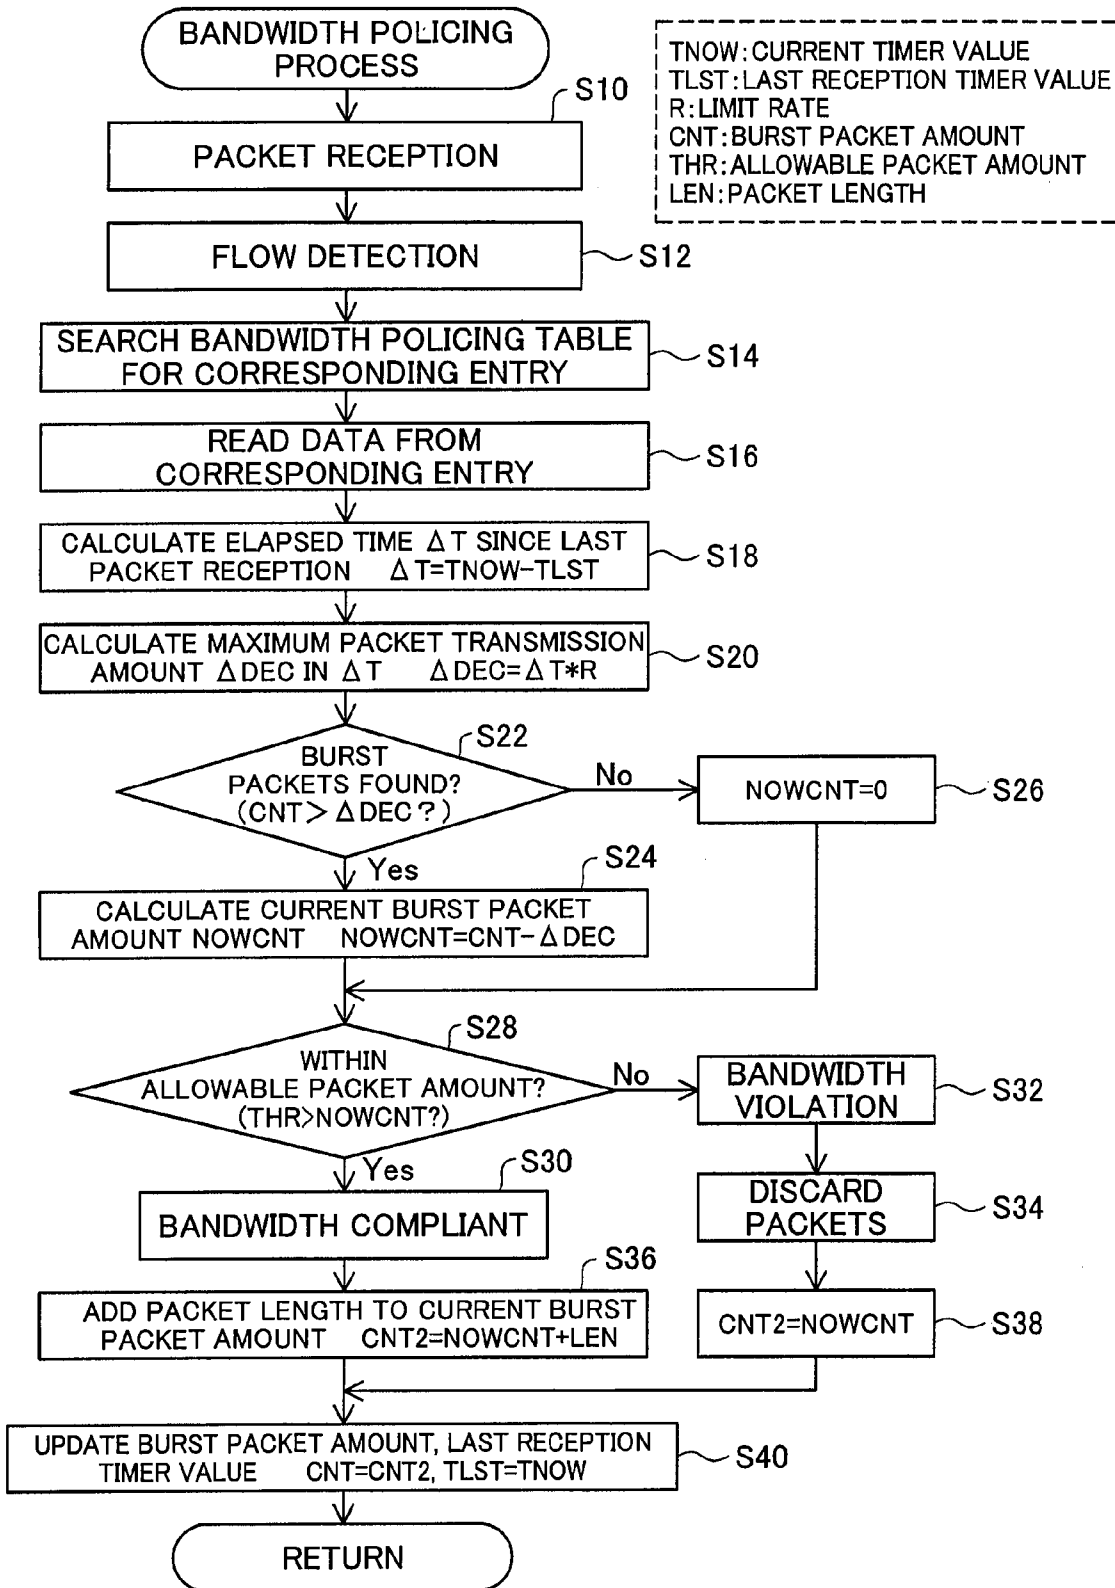 BANDWIDTH POLICING
PROCESS
TNOW:CURRENT TIMER VALUE
TLST:LAST RECEPTION TIMER VALUE
R:LIMIT RATE
CNT:BURST PACKET AMOUNT
THR:ALLOWABLE PACKET AMOUNT
LEN:PACKET LENGTH
S10
PACKET RECEPTION
FLOW DETECTION
S12
SEARCH BANDWIDTH POLICING TABLE
FOR CORRESPONDING ENTRY
S14
READ DATA FROM
CORRESPONDING ENTRY
S16
CALCULATE ELAPSED TIME ΔT SINCE LAST
PACKET RECEPTION ΔT=TNOW-TLST
S18
CALCULATE MAXIMUM PACKET TRANSMISSION
AMOUNT ΔDEC IN ΔT ΔDEC=ΔT*R
S20
S22
BURST
PACKETS FOUND?
(CNT>ΔDEC?)
No
NOWCNT=0
S26
Yes
S24
CALCULATE CURRENT BURST PACKET
AMOUNT NOWCNT NOWCNT=CNT-ΔDEC
S28
WITHIN
ALLOWABLE PACKET AMOUNT?
(THR>NOWCNT?)
No
BANDWIDTH
VIOLATION
S32
Yes
S30
BANDWIDTH COMPLIANT
DISCARD
PACKETS
S34
S36
ADD PACKET LENGTH TO CURRENT BURST
PACKET AMOUNT CNT2=NOWCNT+LEN
CNT2=NOWCNT
S38
UPDATE BURST PACKET AMOUNT, LAST RECEPTION
TIMER VALUE CNT=CNT2, TLST=TNOW
S40
RETURN